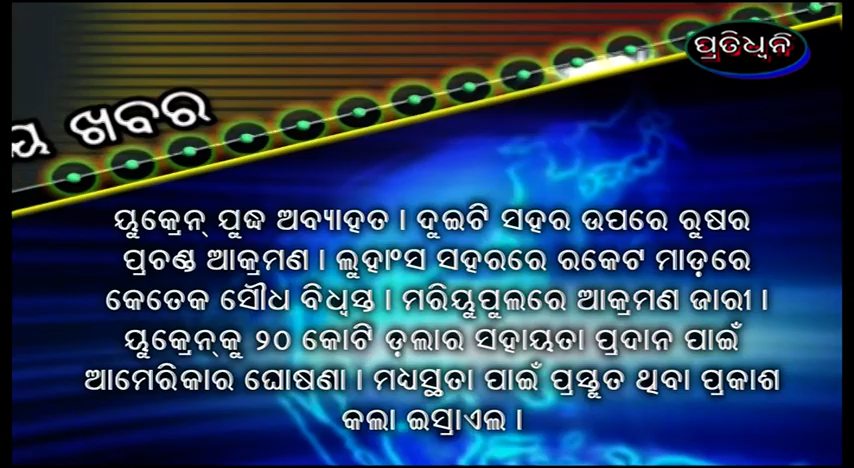 ପ୍ରତିଧ୍ୱନି
ଖବର
ୟୁକ୍ରେନ୍ ଯୁଦ୍ଧ ଅବ୍ୟାହତ । ଦୁଇଟି ସହର ଉପରେ ରୁଷର
ପ୍ରଚଣ୍ଡ ଆକ୍ରମଣ । ଲୁହାଂସ ସହରରେ ରକେଟ ମାଡ଼ରେ
କେତେକ ସୌଧ ବିଧ୍ୱସ୍ତ । ମରିୟୁପୁଲରେ ଆକ୍ରମଣ ଜାରୀ ।
ୟୁକ୍ରେନ୍‌କୁ ୨୦ କୋଟି ଡ଼ଲାର ସହାୟତା ପ୍ରଦାନ ପାଇଁ
ଆମେରିକାର ଘୋଷଣା । ମଧ୍ୟସ୍ଥତା ପାଇଁ ପ୍ରସ୍ତୁତ ଥିବା ପ୍ରକାଶ
କଲା ଇସ୍ରାଏଲ ।